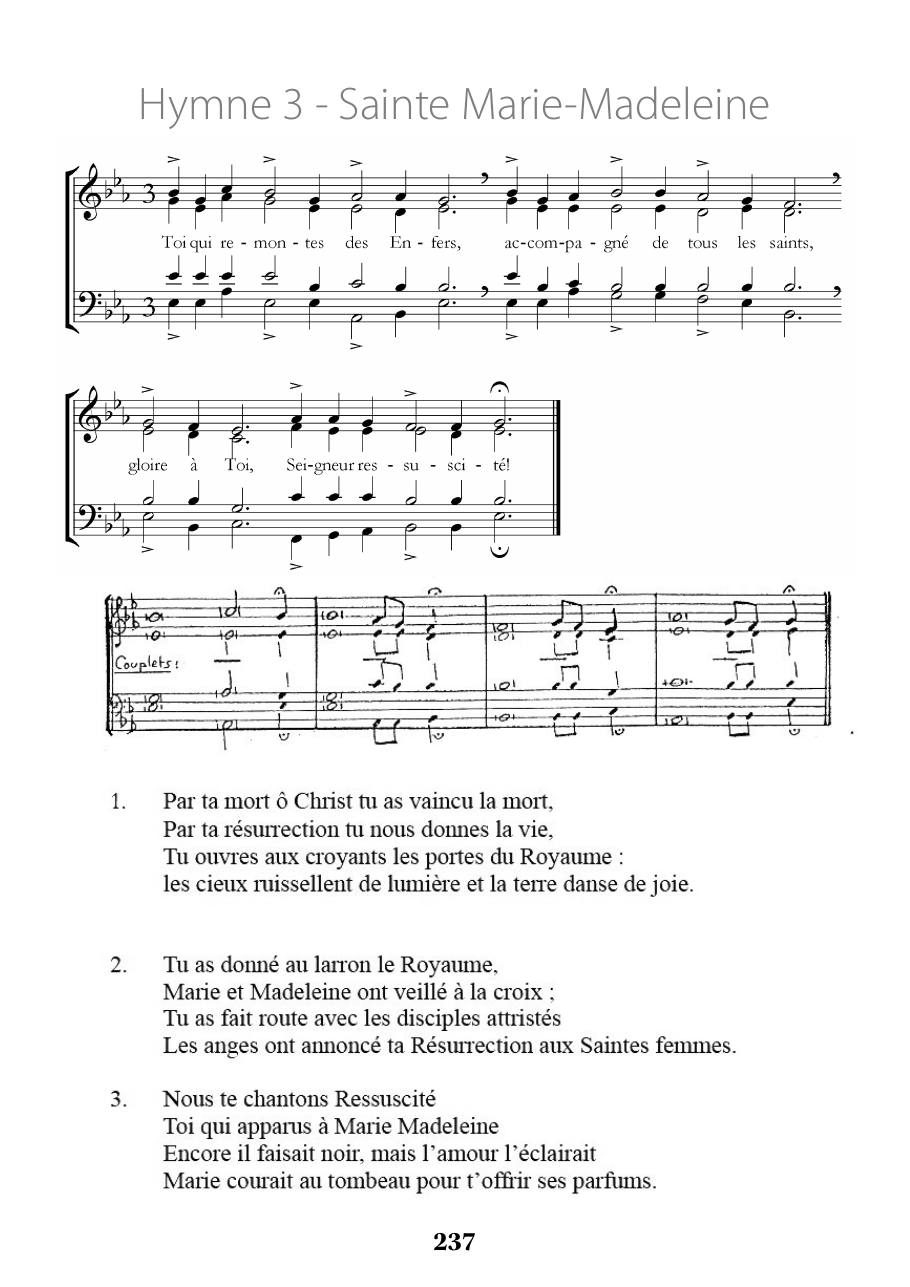 Hymne 3 - Sainte Marie-Madeleine
3
Toi qui re - mon - tes des En - fers, ac-com-pa - gné de tous les saints,
3
gloire à Toi, Sei-gneur res - su - sci - té!
Couplets :
1. Par ta mort ô Christ tu as vaincu la mort,
Par ta résurrection tu nous donnes la vie,
Tu ouvres aux croyants les portes du Royaume :
les cieux ruissellent de lumière et la terre danse de joie.
2. Tu as donné au larron le Royaume,
Marie et Madeleine ont veillé à la croix ;
Tu as fait route avec les disciples attristés
Les anges ont annoncé ta Résurrection aux Saintes femmes.
3. Nous te chantons Ressuscité
Toi qui apparus à Marie Madeleine
Encore il faisait noir, mais l’amour l’éclairait
Marie courait au tombeau pour t’offrir ses parfums.
237